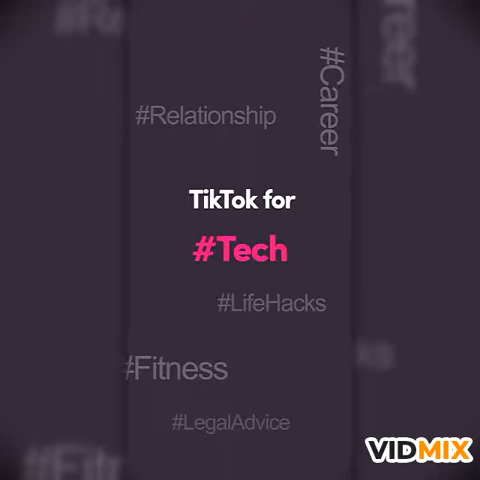 #Career
#Relationship
TikTok for
#Tech
#LifeHacks
#Fitness
#LegalAdvice
VIDMIX